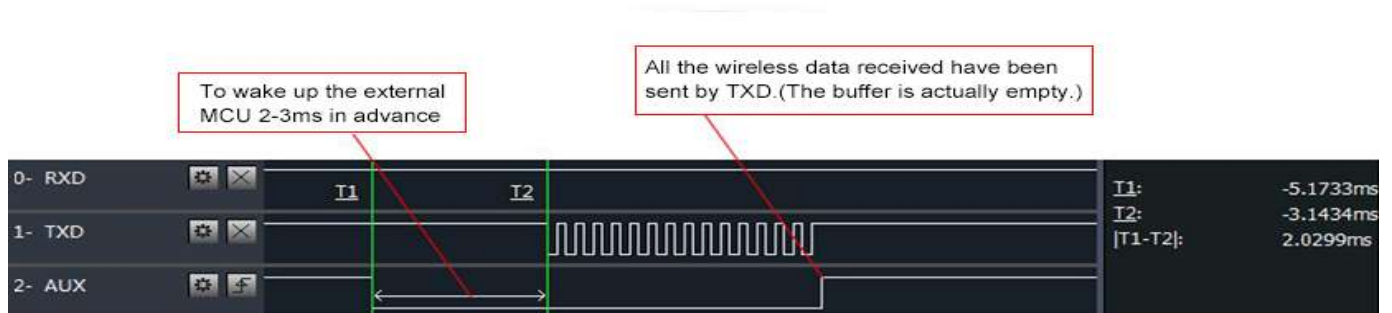 All the wireless data received have been
sent by TXD.(The buffer is actually empty.)
To wake up the external
MCU 2-3ms in advance
0- RXD
T1
T2
T1: -5.1733ms
T2: -3.1434ms
|T1-T2|: 2.0299ms
1- TXD
2- AUX